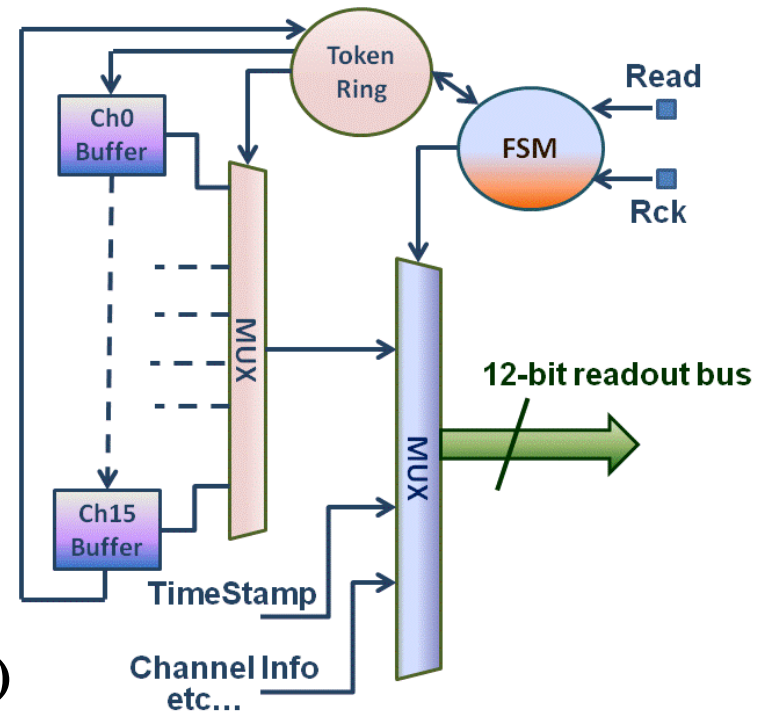 Token
Ring
Read
Ch0
Buffer
FSM
Rck
MUX
12-bit readout bus
MUX
Ch15
Buffer
TimeStamp
Channel Info
etc...
)